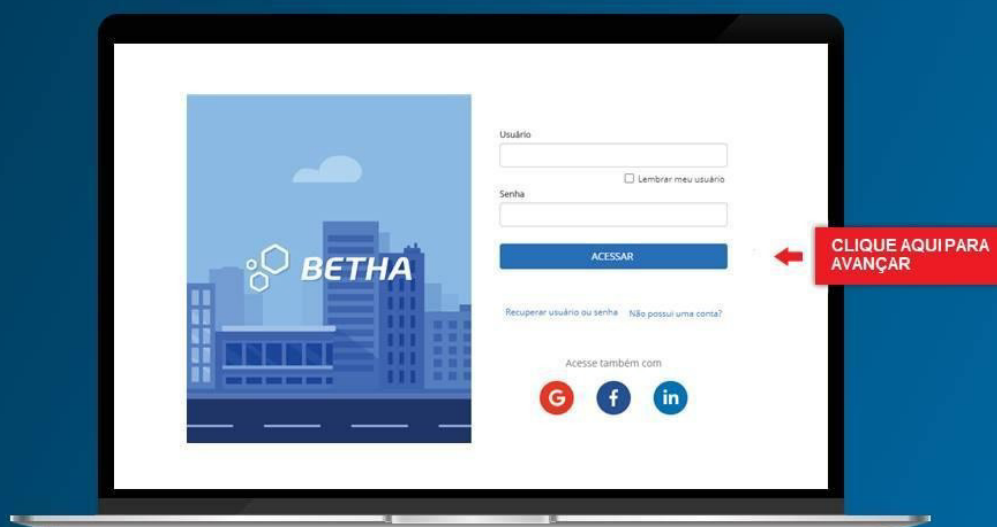 Usuário
Lembrar meu usuário
Senha
BETHA
ACESSAR
CLIQUE AQUI PARA
AVANÇAR
Recuperar usuário ou senha
Não possui uma conta?
Acesse também com
G
f
in